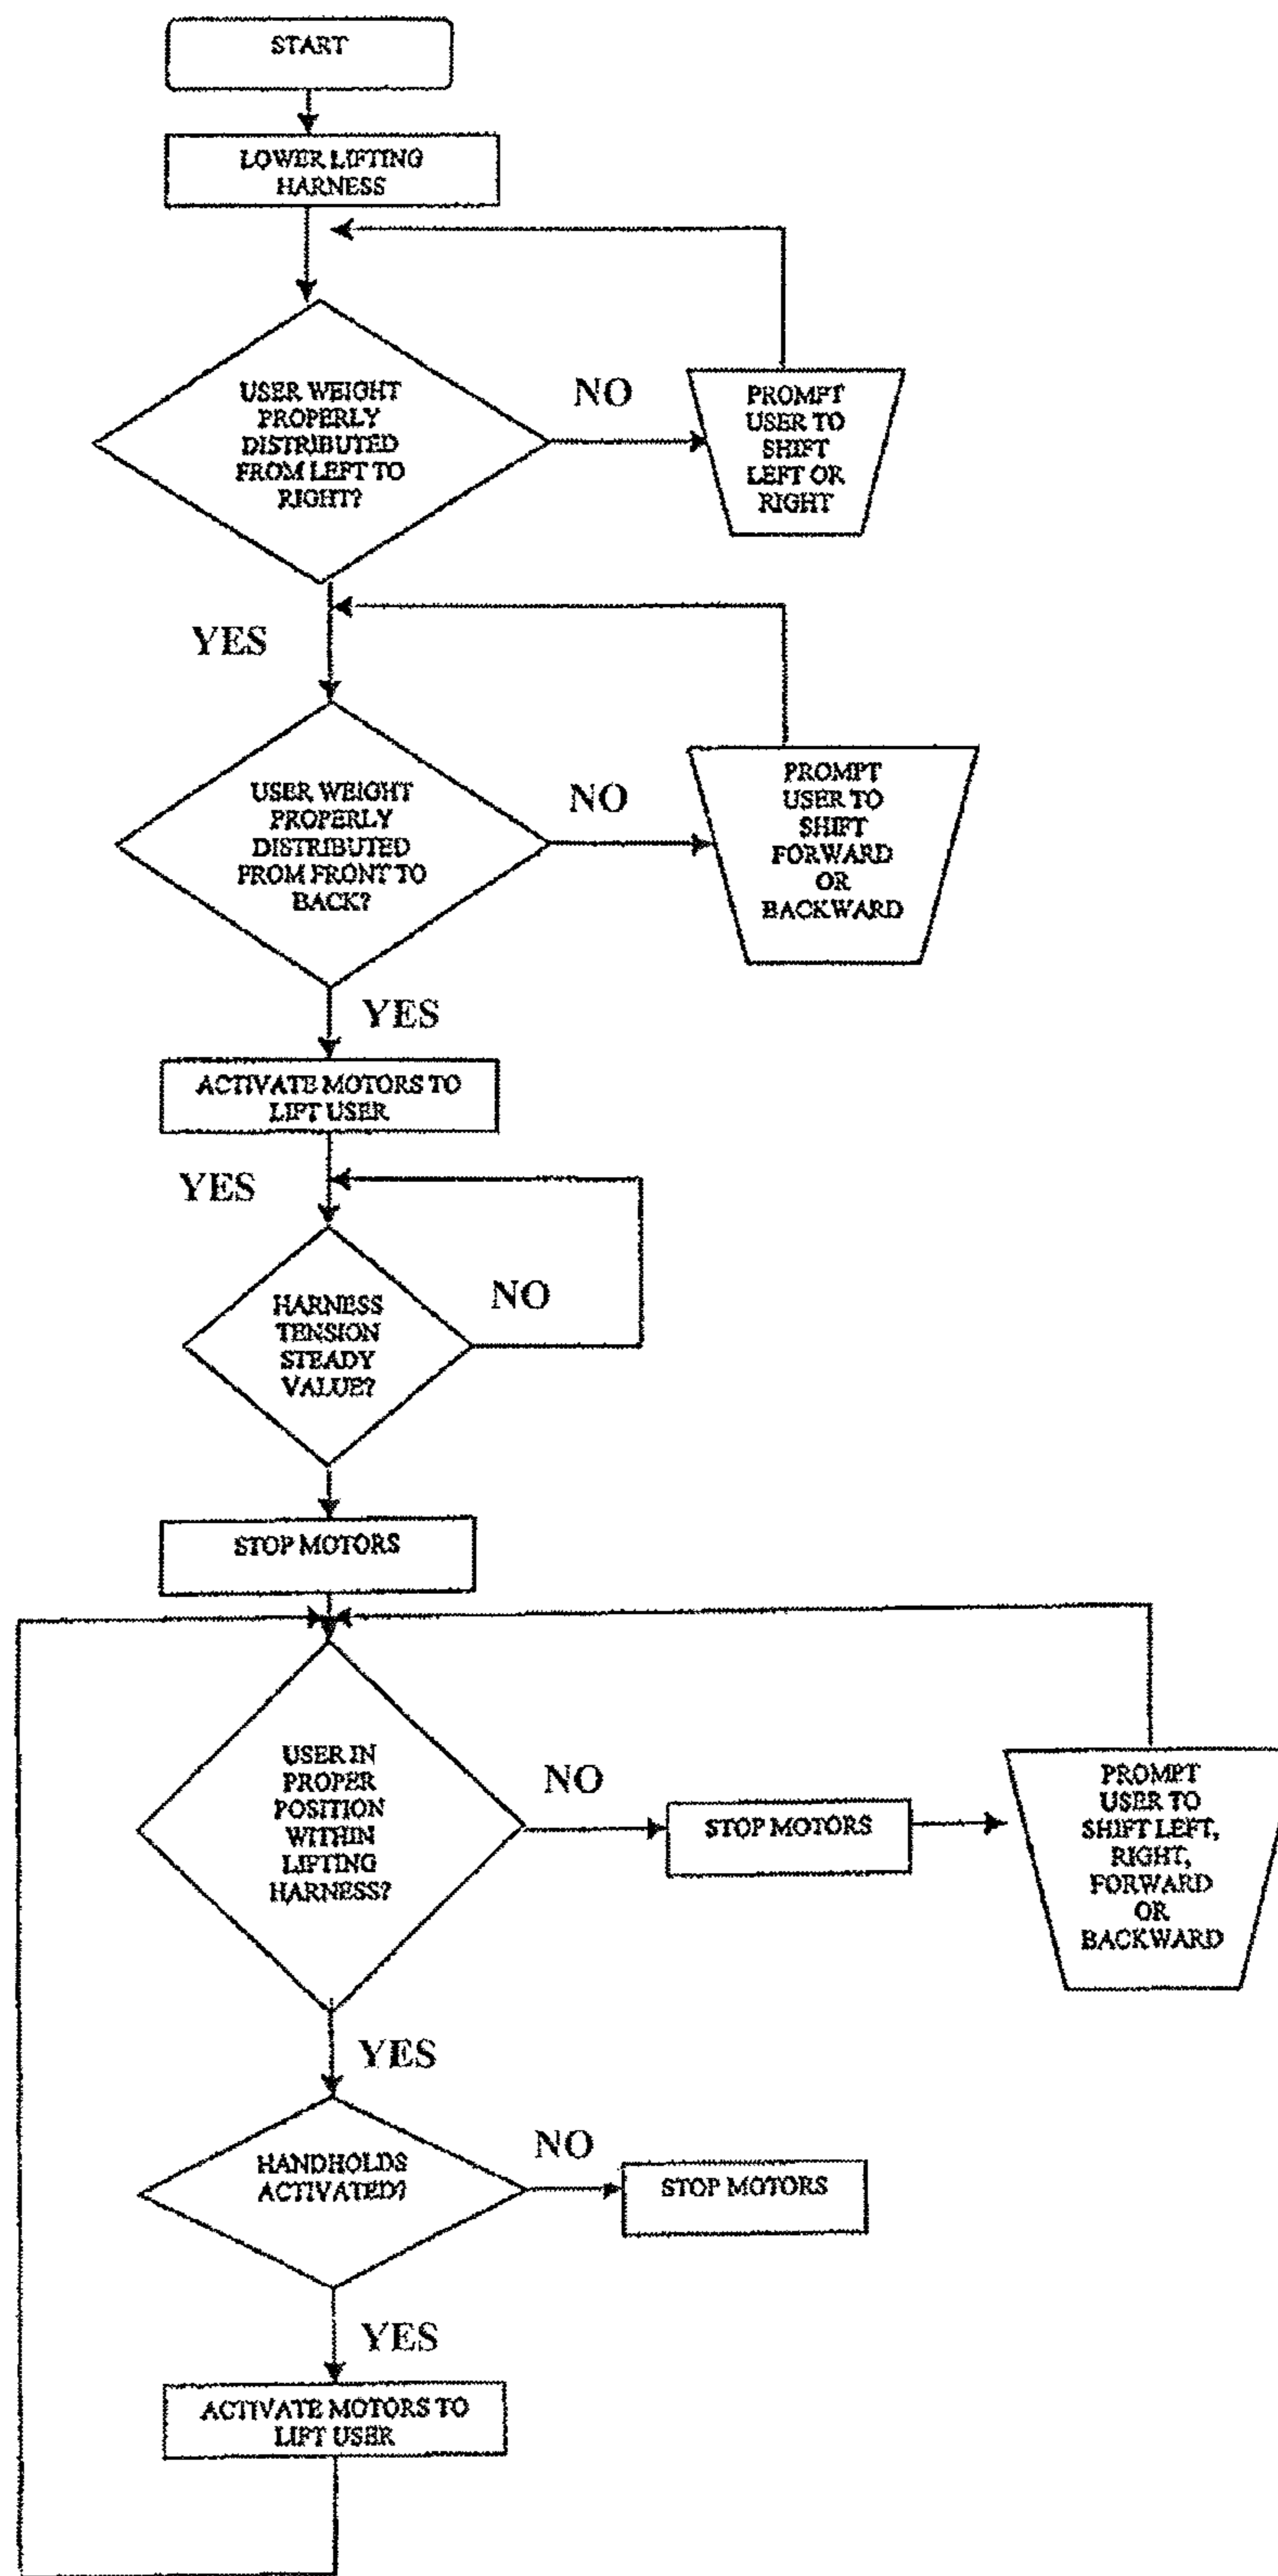 START
LOWER LIFTING
HARNESS
USER WEIGHT
PROPERLY
DISTRIBUTED
FROM LEFT TO
RIGHT?
NO
PROMPT
USER TO
SHIFT
LEFT OR
RIGHT
YES
USER WEIGHT
PROPERLY
DISTRIBUTED
FROM FRONT TO
BACK?
NO
PROMPT
USER TO
SHIFT
FORWARD
OR
BACKWARD
YES
ACTIVATE MOTORS TO
LIFT USER
YES
HARNESS
TENSION
STEADY
VALUE?
NO
STOP MOTORS
USER IN
PROPER
POSITION
WITHIN
LIFTING
HARNESS?
NO
STOP MOTORS
PROMPT
USER TO
SHIFT LEFT,
RIGHT,
FORWARD
OR
BACKWARD
YES
HANDHOLDS
ACTIVATED?
NO
STOP MOTORS
YES
ACTIVATE MOTORS TO
LIFT USER